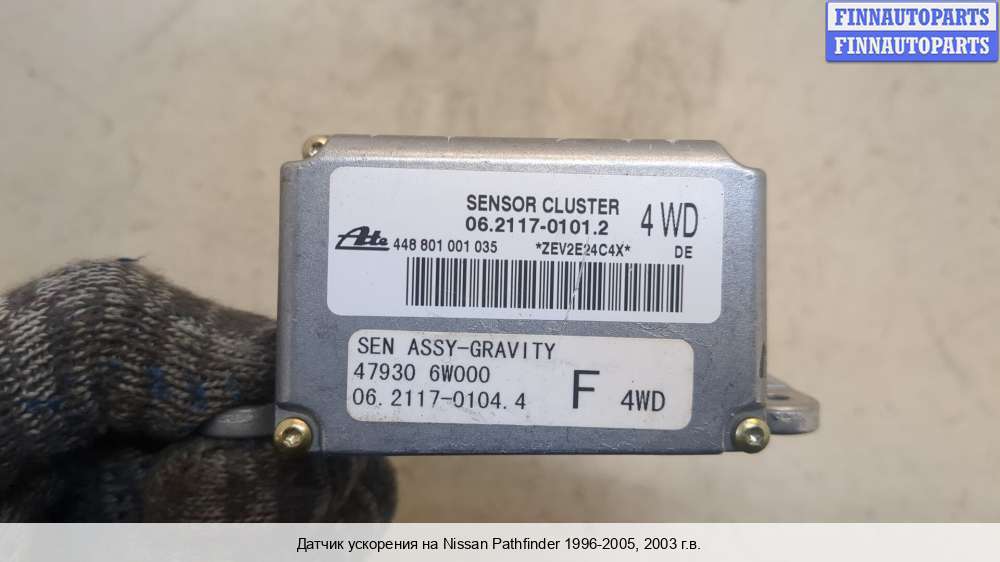 FINNAUTOPARTS
FINNAUTOPARTS
SENSOR CLUSTER
06.2117-0101.2
4 WD
Ate 448 801 001 035 *ZEV2E24C4X* DE
SEN ASSY-GRAVITY
47930 6W000
06.2117-0104.4
F 4WD
Датчик ускорения на Nissan Pathfinder 1996-2005, 2003 г.в.